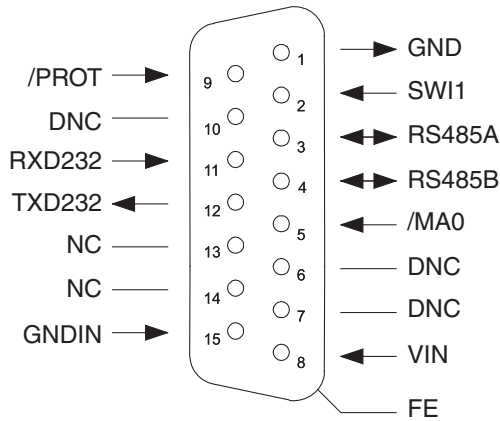 /PROT
DNC
RXD232
TXD232
NC
NC
GNDIN
9
10
11
12
13
14
15
1
2
3
4
5
6
7
8
GND
SWI1
RS485A
RS485B
/MA0
DNC
DNC
VIN
FE